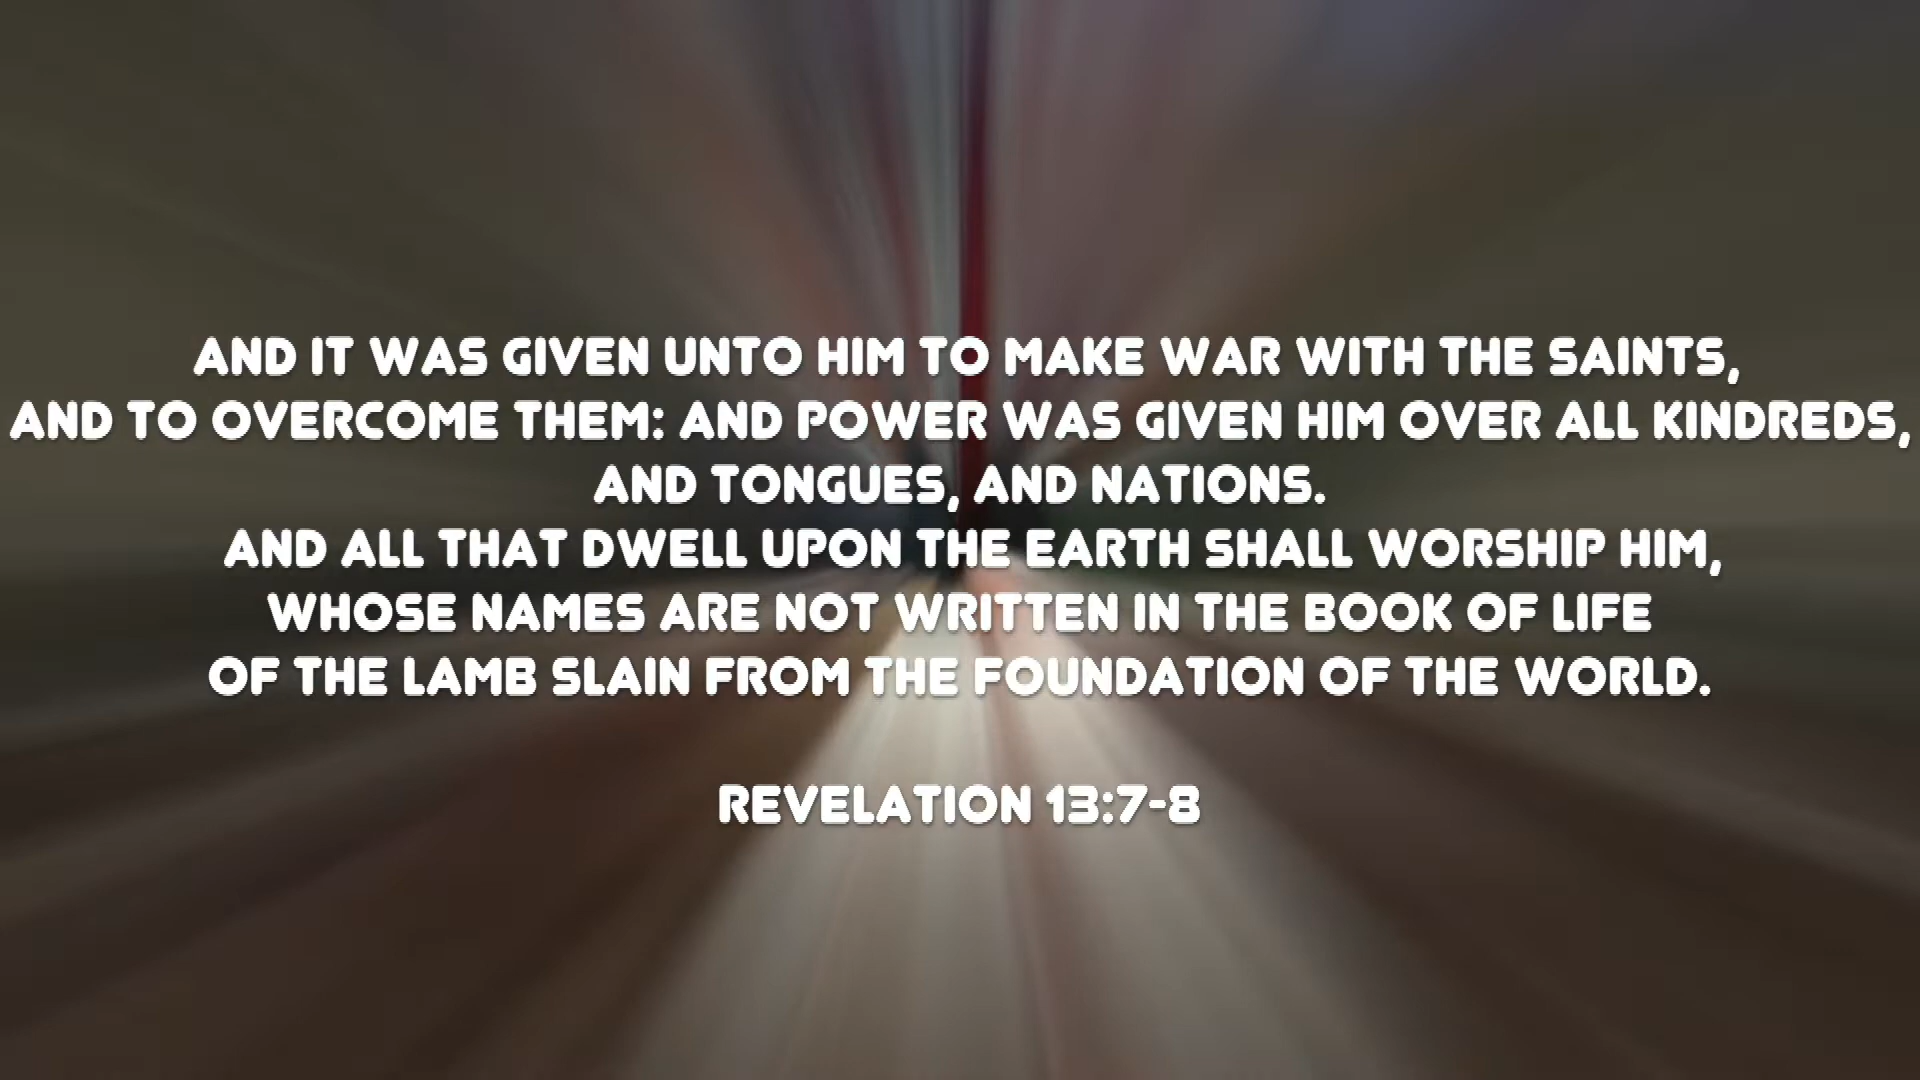 AND IT WAS GIVEN UNTO HIM TO MAKE WAR WITH THE SAINTS,
AND TO OVERCOME THEM: AND POWER WAS GIVEN HIM OVER ALL KINDREDS,
AND TONGUES, AND NATIONS.
AND ALL THAT DWELL UPON THE EARTH SHALL WORSHIP HIM,
WHOSE NAMES ARE NOT WRITTEN IN THE BOOK OF LIFE
OF THE LAMB SLAIN FROM THE FOUNDATION OF THE WORLD.
REVELATION 13:7-8